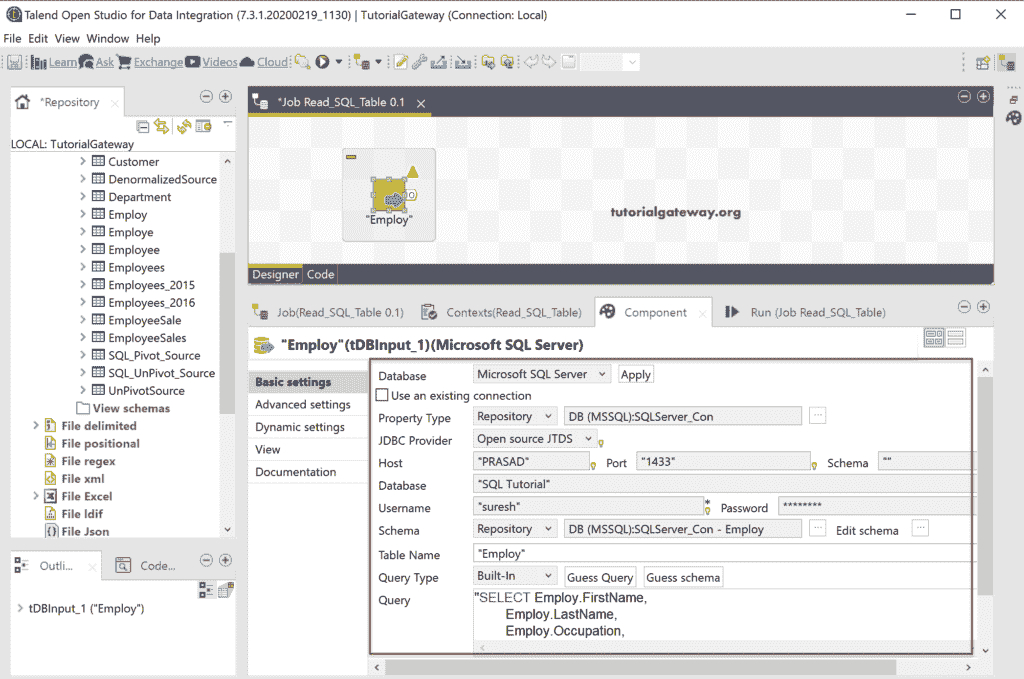 Talend Open Studio for Data Integration (7.3.1.20200219_1130) | TutorialGateway (Connection: Local)
File Edit View Window Help
Learn Ask Exchange Videos Cloud
*Repository
LOCAL: TutorialGateway
Customer
DenormalizedSource
Department
Employ
Employe
Employee
Employees
Employees_2015
Employees_2016
EmployeeSale
EmployeeSales
SQL_Pivot_Source
SQL_UnPivot_Source
UnPivotSource
View schemas
File delimited
File positional
File regex
File xml
File Excel
File ldif
File Json
Outli... Code...
tDBInput_1 ("Employ")
*Job Read_SQL_Table 0.1
"Employ"
tutorialgateway.org
Designer Code
Job(Read_SQL_Table 0.1) Contexts(Read_SQL_Table) Component Run (Job Read_SQL_Table)
"Employ"(tDBInput_1)(Microsoft SQL Server)
Basic settings
Advanced settings
Dynamic settings
View
Documentation
Database Microsoft SQL Server Apply
Use an existing connection
Property Type Repository DB (MSSQL):SQLServer_Con ...
JDBC Provider Open source JTDS
Host "PRASAD" Port "1433" Schema ""
Database "SQL Tutorial"
Username "suresh" * Password ********
Schema Repository DB (MSSQL):SQLServer_Con - Employ ... Edit schema ...
Table Name "Employ"
Query Type Built-In Guess Query Guess schema
Query "SELECT Employ.FirstName,
Employ.LastName,
Employ.Occupation,